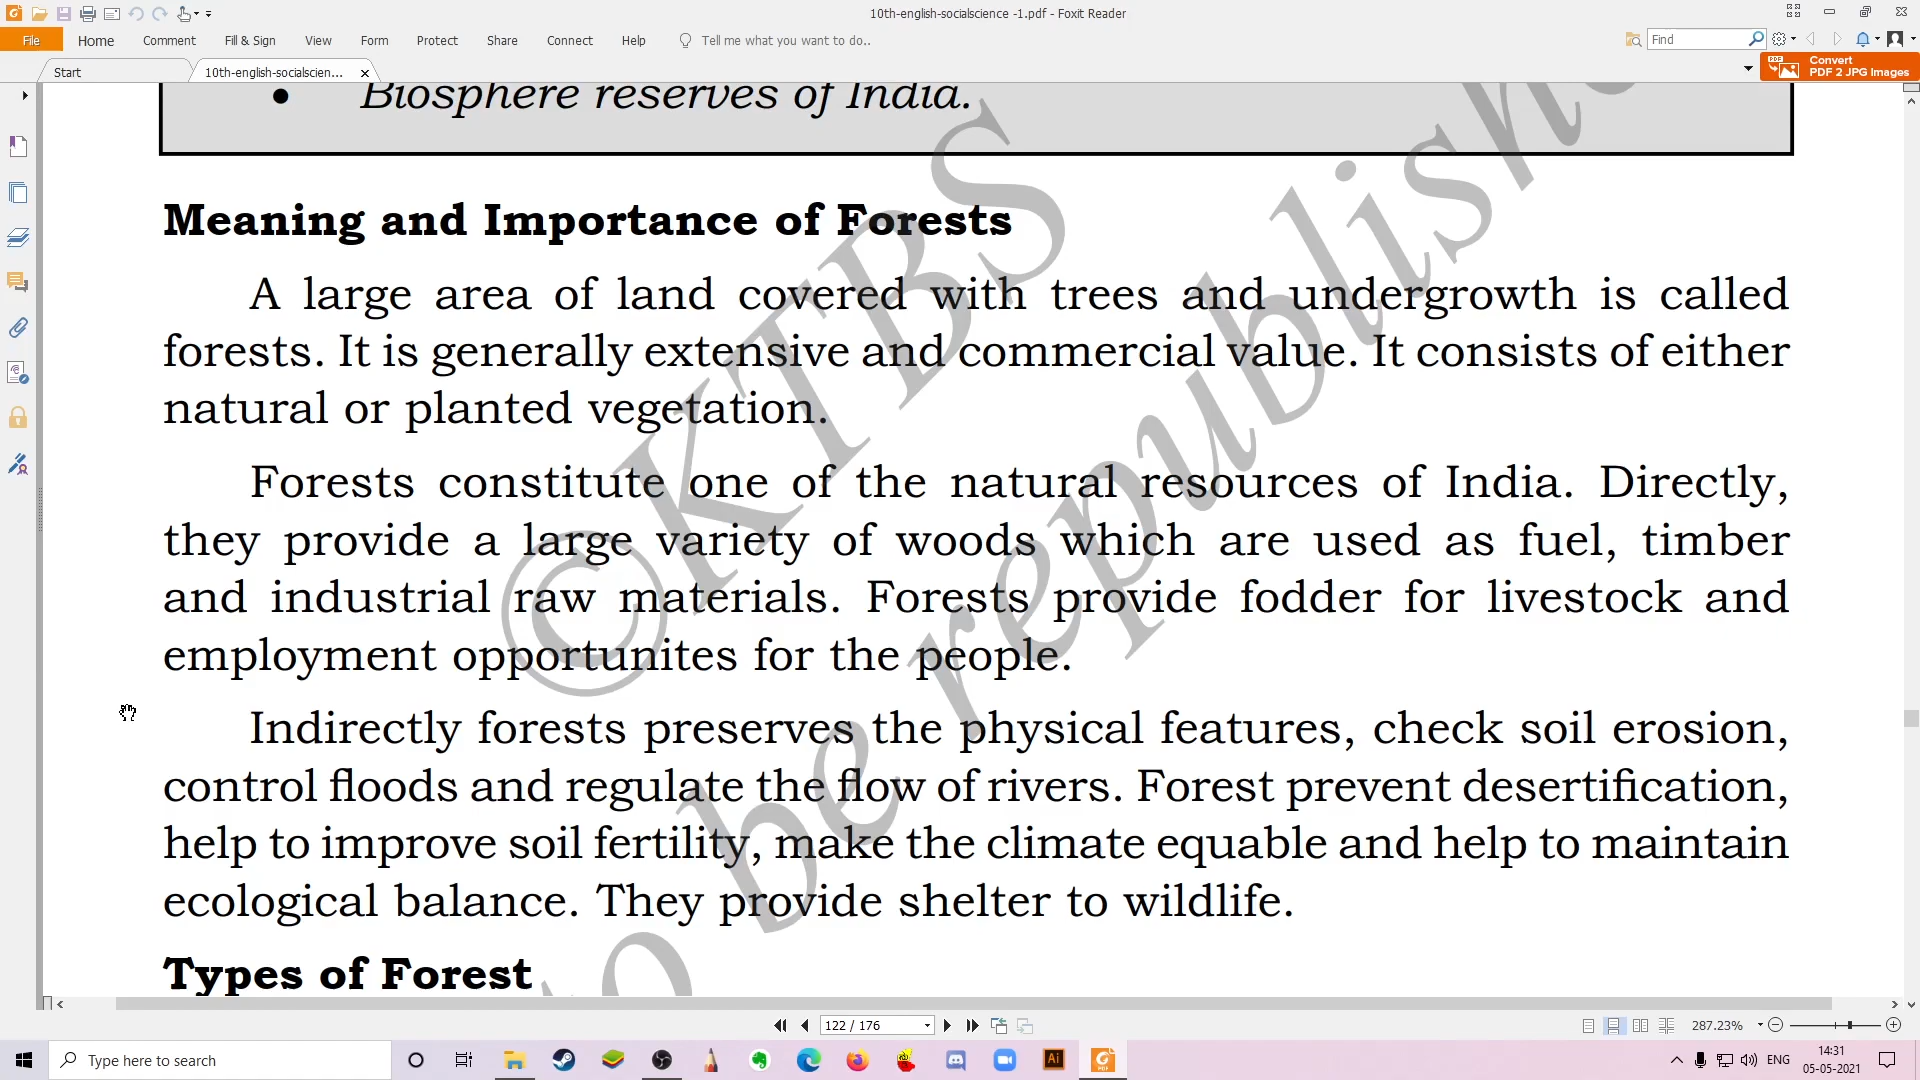 10th-english-socialscience -1.pdf - Foxit Reader
File Home Comment Fill & Sign View Form Protect Share Connect Help Tell me what you want to do.. Find
Start 10th-english-socialscien... Convert
PDF 2 JPG Images
• Biosphere reserves of India.
Meaning and Importance of Forests
A large area of land covered with trees and undergrowth is called
forests. It is generally extensive and commercial value. It consists of either
natural or planted vegetation.
Forests constitute one of the natural resources of India. Directly,
they provide a large variety of woods which are used as fuel, timber
and industrial raw materials. Forests provide fodder for livestock and
employment opportunites for the people.
Indirectly forests preserves the physical features, check soil erosion,
control floods and regulate the flow of rivers. Forest prevent desertification,
help to improve soil fertility, make the climate equable and help to maintain
ecological balance. They provide shelter to wildlife.
Types of Forest
©KTBS
to be republishe
122 / 176 287.23%
Type here to search Ai PDF ENG 14:31
05-05-2021